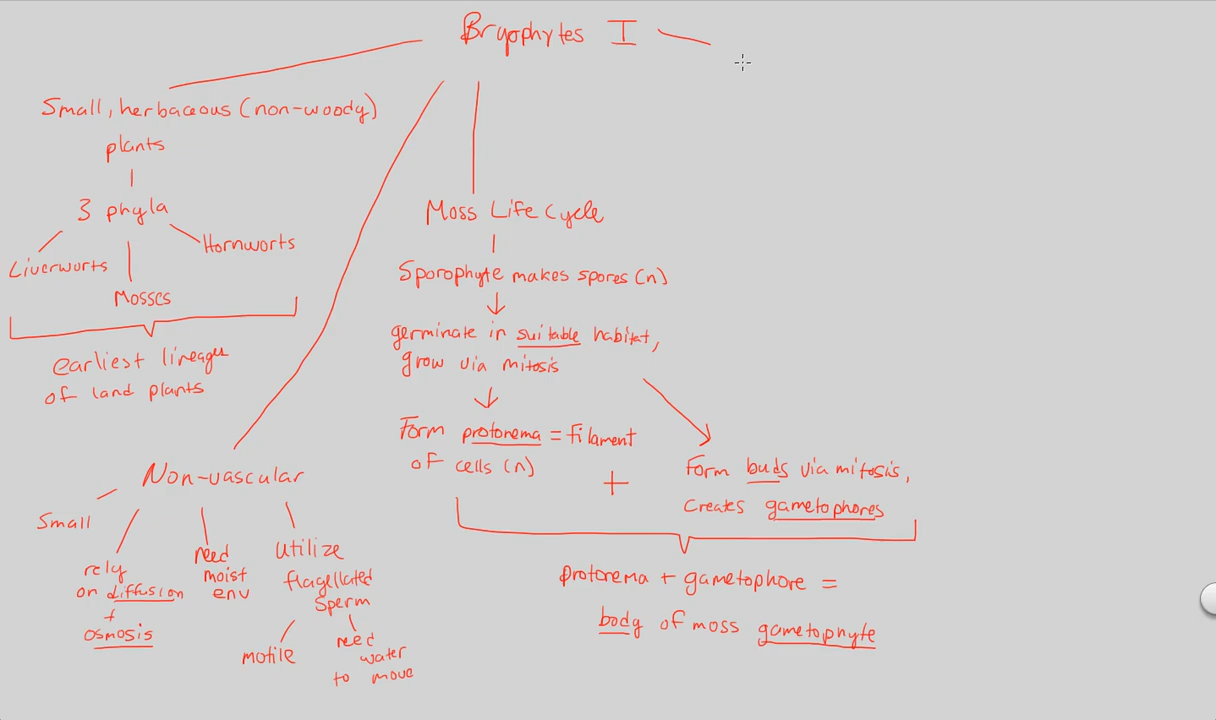 Bryophytes I
Small, herbaceous (non-woody)
plants
3 phyla
Liverworts
Mosses
Hornworts
earliest lineages
of land plants
Non-vascular
Small
rely
on diffusion
+
osmosis
need
moist
env
utilize
flagellated
sperm
motile
need
water
to move
Moss Life Cycle
Sporophyte makes spores (n)
germinate in suitable habitat,
grow via mitosis
Form protonema = filament
of cells (n)
+
Form buds via mitosis,
creates gametophores
protonema + gametophore =
body of moss gametophyte